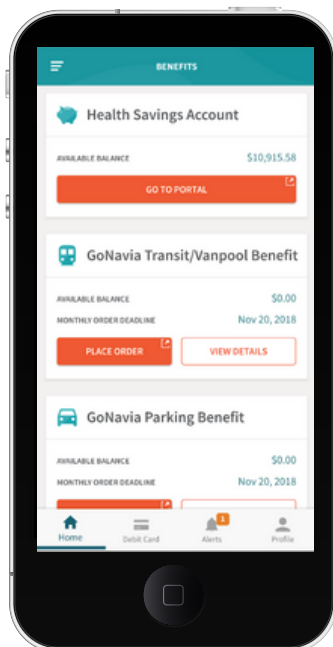 BENEFITS
Health Savings Account
AVAILABLE BALANCE $10,915.58
GO TO PORTAL
GoNavia Transit/Vanpool Benefit
AVAILABLE BALANCE $0.00
MONTHLY ORDER DEADLINE Nov 20, 2018
PLACE ORDER VIEW DETAILS
GoNavia Parking Benefit
AVAILABLE BALANCE $0.00
MONTHLY ORDER DEADLINE Nov 20, 2018
1
Home Debit Card Alerts Profile